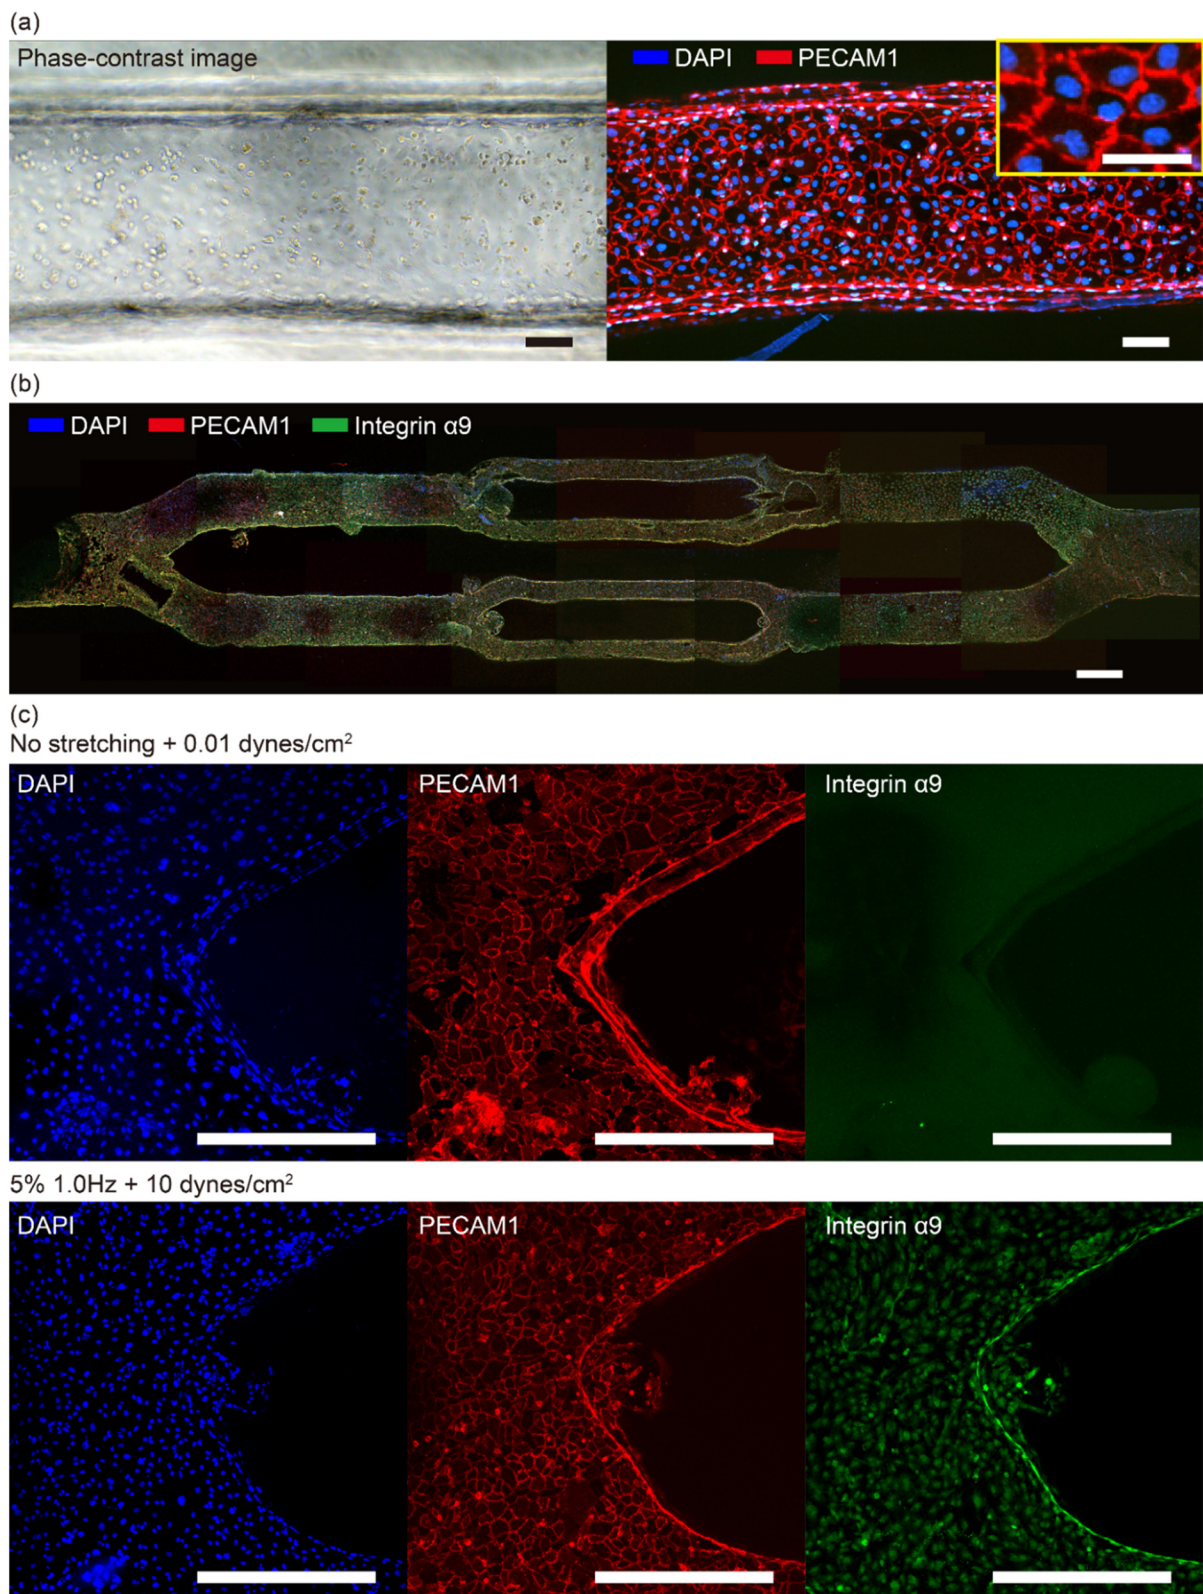 (a)
Phase-contrast image
DAPI PECAM1
(b)
DAPI PECAM1 Integrin α9
(c)
No stretching + 0.01 dynes/cm²
DAPI PECAM1 Integrin α9
5% 1.0Hz + 10 dynes/cm²
DAPI PECAM1 Integrin α9